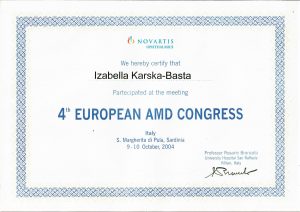 NOVARTIS
OPHTHALMICS
We hereby certify that
Izabella Karska-Basta
Partecipated at the meeting
4th EUROPEAN AMD CONGRESS
Italy
S. Margherita di Pula, Sardinia
9 - 10 October, 2004
Professor Rosario Brancato
University Hospital San Raffaele
Milan, Italy